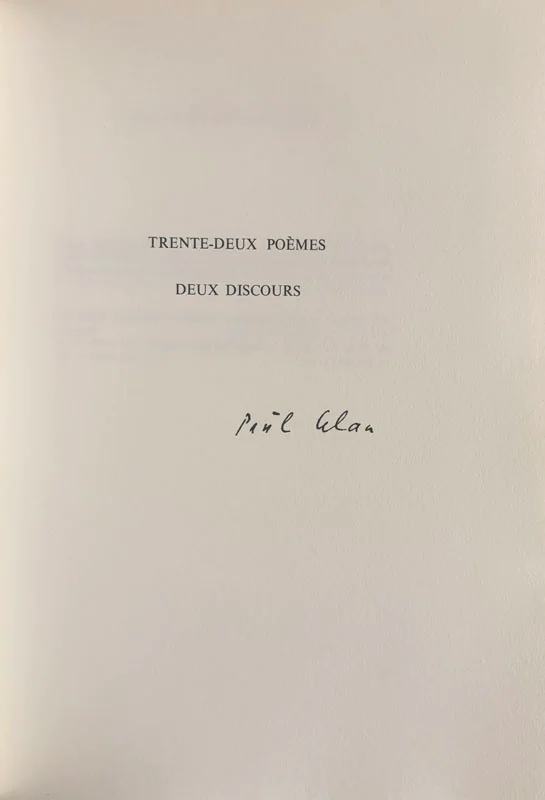 TRENTE-DEUX POÈMES
DEUX DISCOURS
Paul Celan